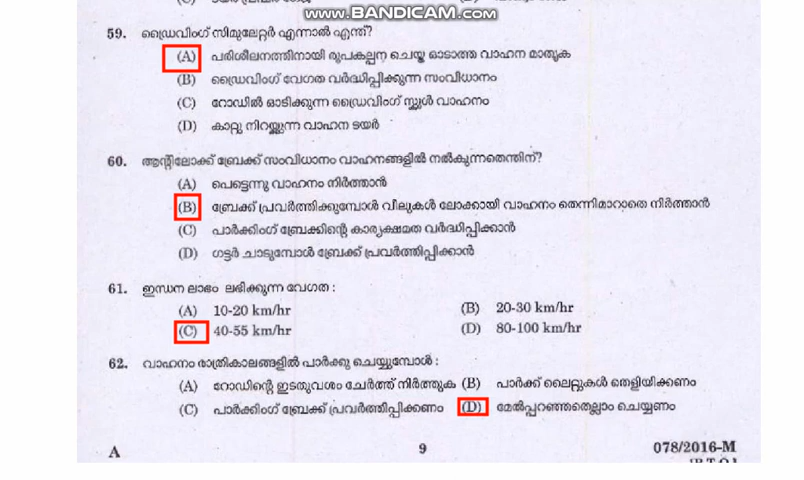 www.BANDICAM.com
59. ഡ്രൈവിംഗ് സിമുലേറ്റർ എന്നാൽ എന്ത്?
(A) പരിശീലനത്തിനായി രൂപകല്പന ചെയ്ത ഓടാത്ത വാഹന മാതൃക
(B) ഡ്രൈവിംഗ് വേഗത വർദ്ധിപ്പിക്കുന്ന സംവിധാനം
(C) റോഡിൽ ഓടിക്കുന്ന ഡ്രൈവിംഗ് സ്കൂൾ വാഹനം
(D) കാറ്റു നിറയ്ക്കുന്ന വാഹന ടയർ
60. ആന്റിലോക്ക് ബ്രേക്ക് സംവിധാനം വാഹനങ്ങളിൽ നൽകുന്നതെന്തിന്?
(A) പെട്ടെന്നു വാഹനം നിർത്താൻ
(B) ബ്രേക്ക് പ്രവർത്തിക്കുമ്പോൾ വീലുകൾ ലോക്കായി വാഹനം തെന്നിമാറാതെ നിർത്താൻ
(C) പാർക്കിംഗ് ബ്രേക്കിന്റെ കാര്യക്ഷമത വർദ്ധിപ്പിക്കാൻ
(D) ഗട്ടർ ചാടുമ്പോൾ ബ്രേക്ക് പ്രവർത്തിപ്പിക്കാൻ
61. ഇന്ധന ലാഭം ലഭിക്കുന്ന വേഗത :
(A) 10-20 km/hr (B) 20-30 km/hr
(C) 40-55 km/hr (D) 80-100 km/hr
62. വാഹനം രാത്രികാലങ്ങളിൽ പാർക്കു ചെയ്യുമ്പോൾ :
(A) റോഡിന്റെ ഇടതുവശം ചേർത്ത് നിർത്തുക (B) പാർക്ക് ലൈറ്റുകൾ തെളിയിക്കണം
(C) പാർക്കിംഗ് ബ്രേക്ക് പ്രവർത്തിപ്പിക്കണം (D) മേൽപ്പറഞ്ഞതെല്ലാം ചെയ്യണം
A 9 078/2016-M